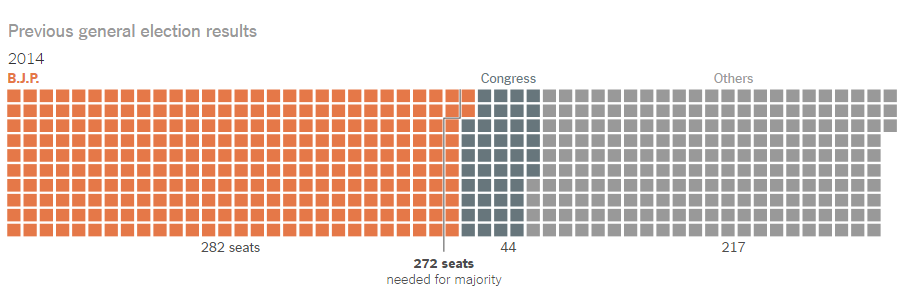 Previous general election results
2014
B.J.P. Congress Others
282 seats 44 217
272 seats
needed for majority